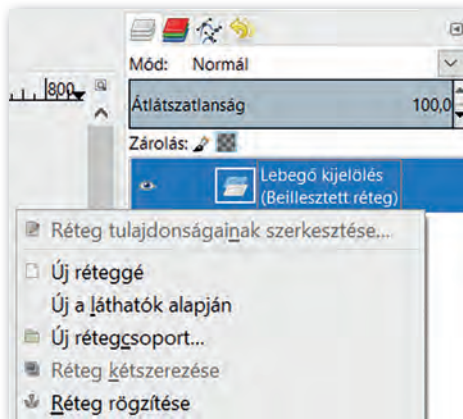 Mód: Normál
800
Átlátszatlanság 100,0
Zárolás:
Lebegő kijelölés
(Beillesztett réteg)
Réteg tulajdonságainak szerkesztése...
Új réteggé
Új a láthatók alapján
Új rétegcsoport...
Réteg kétszerezése
Réteg rögzítése